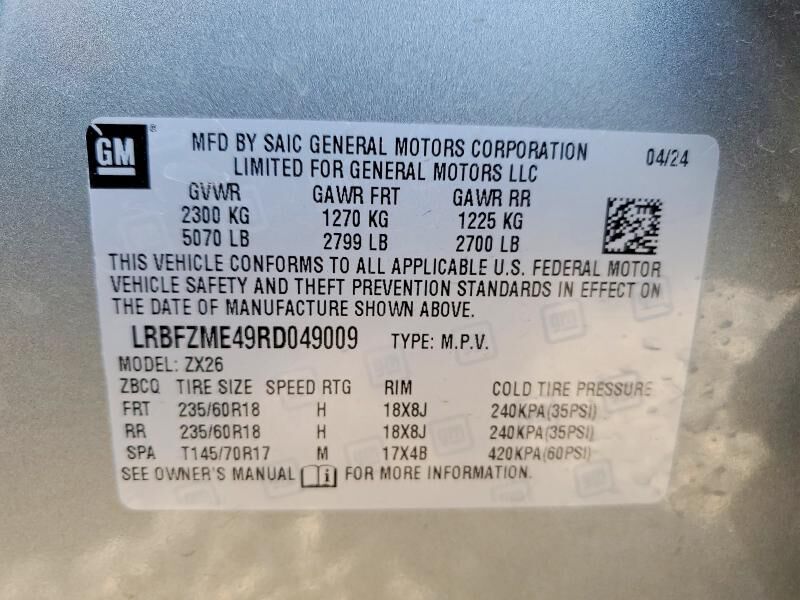 GM ®
MFD BY SAIC GENERAL MOTORS CORPORATION 04/24
LIMITED FOR GENERAL MOTORS LLC
GVWR GAWR FRT GAWR RR
2300 KG 1270 KG 1225 KG
5070 LB 2799 LB 2700 LB
THIS VEHICLE CONFORMS TO ALL APPLICABLE U.S. FEDERAL MOTOR
VEHICLE SAFETY AND THEFT PREVENTION STANDARDS IN EFFECT ON
THE DATE OF MANUFACTURE SHOWN ABOVE.
LRBFZME49RD049009 TYPE: M.P.V.
MODEL: ZX26
ZBCQ TIRE SIZE SPEED RTG RIM COLD TIRE PRESSURE
FRT 235/60R18 H 18X8J 240KPA(35PSI)
RR 235/60R18 H 18X8J 240KPA(35PSI)
SPA T145/70R17 M 17X4B 420KPA(60PSI)
SEE OWNER'S MANUAL i FOR MORE INFORMATION.